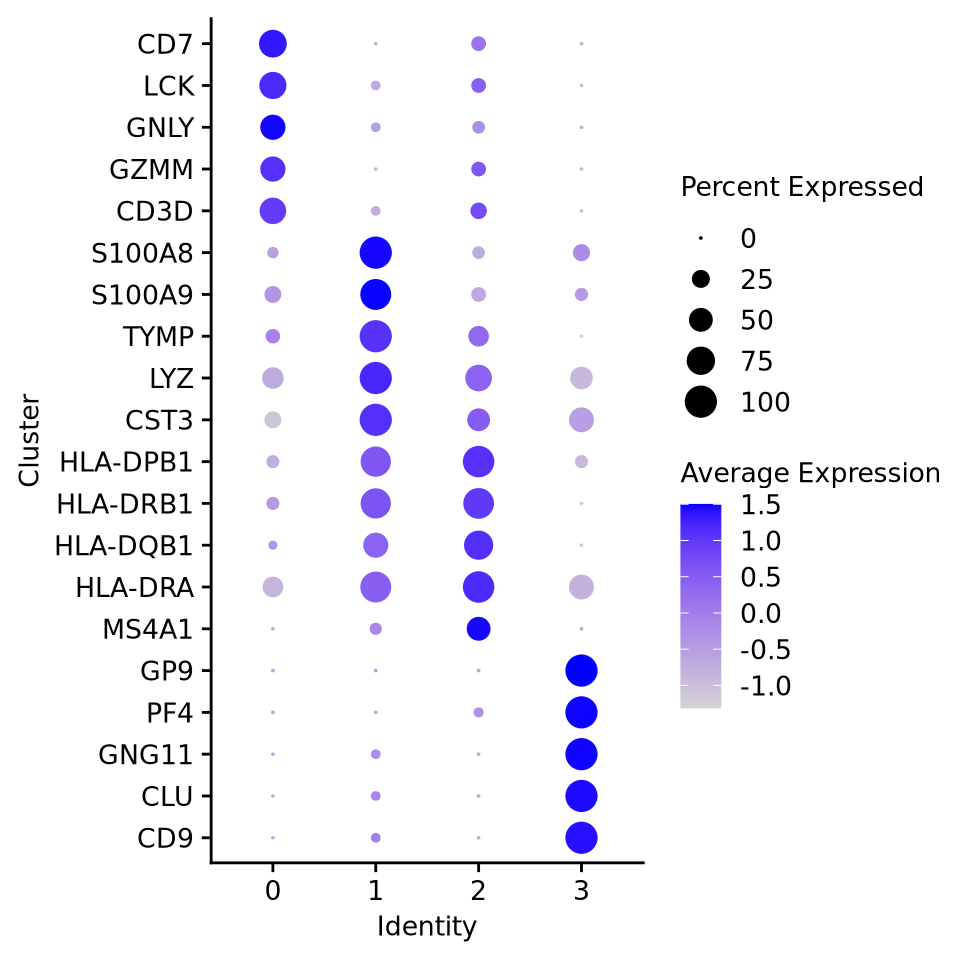 CD7
LCK
GNLY
GZMM
CD3D
S100A8
S100A9
TYMP
LYZ
CST3
HLA-DPB1
HLA-DRB1
HLA-DQB1
HLA-DRA
MS4A1
GP9
PF4
GNG11
CLU
CD9
Cluster
0 1 2 3
Identity
Percent Expressed
0
25
50
75
100
Average Expression
1.5
1.0
0.5
0.0
-0.5
-1.0